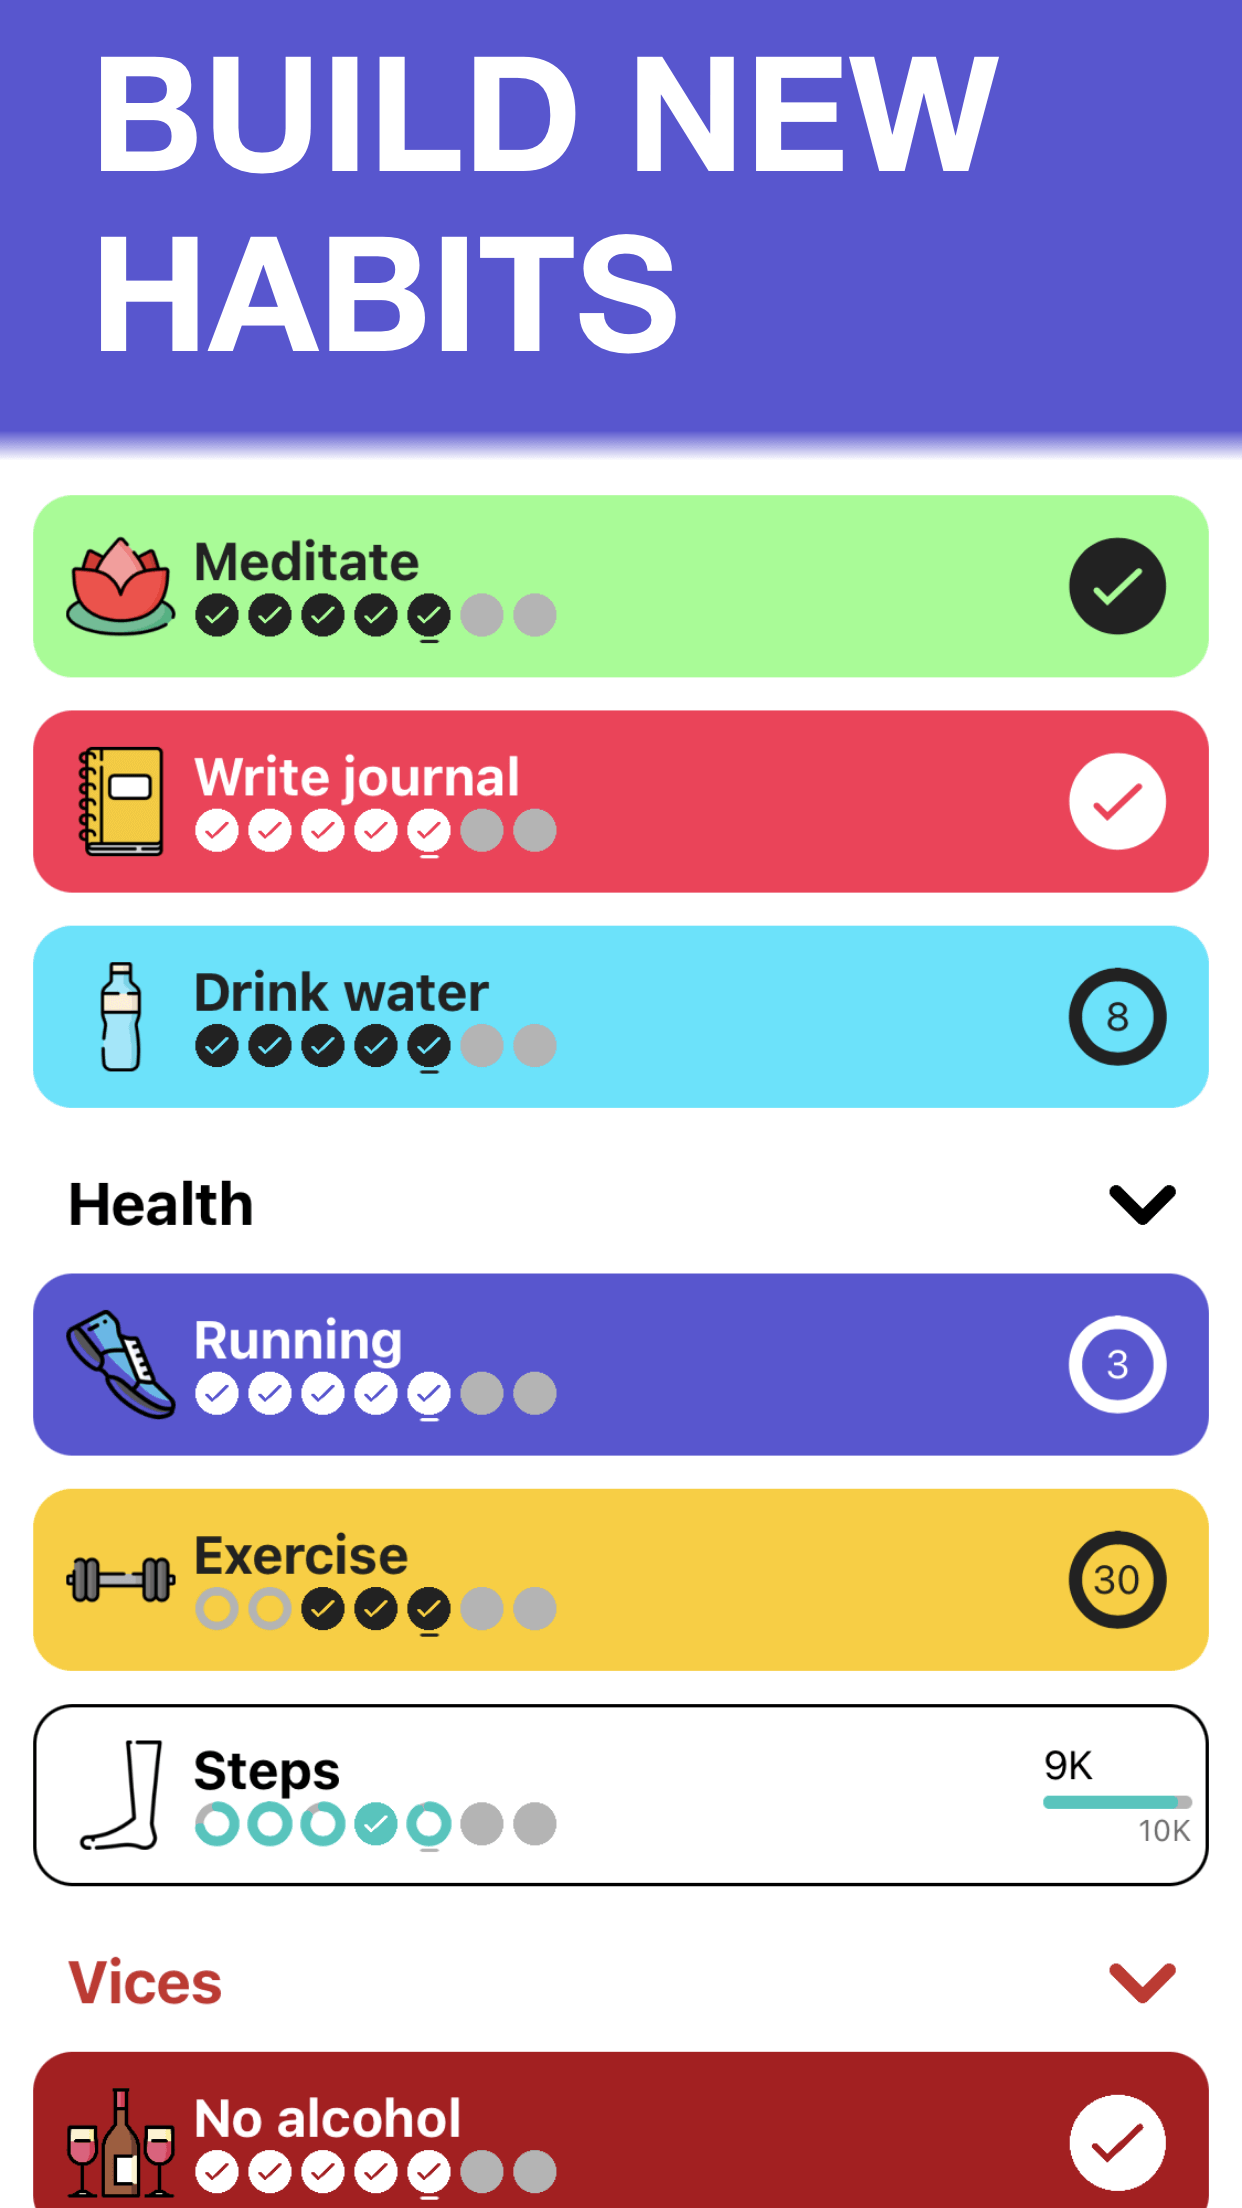 BUILD NEW
HABITS
Meditate
Write journal
Drink water
8
Health
Running
3
Exercise
30
Steps
9K
10K
Vices
No alcohol